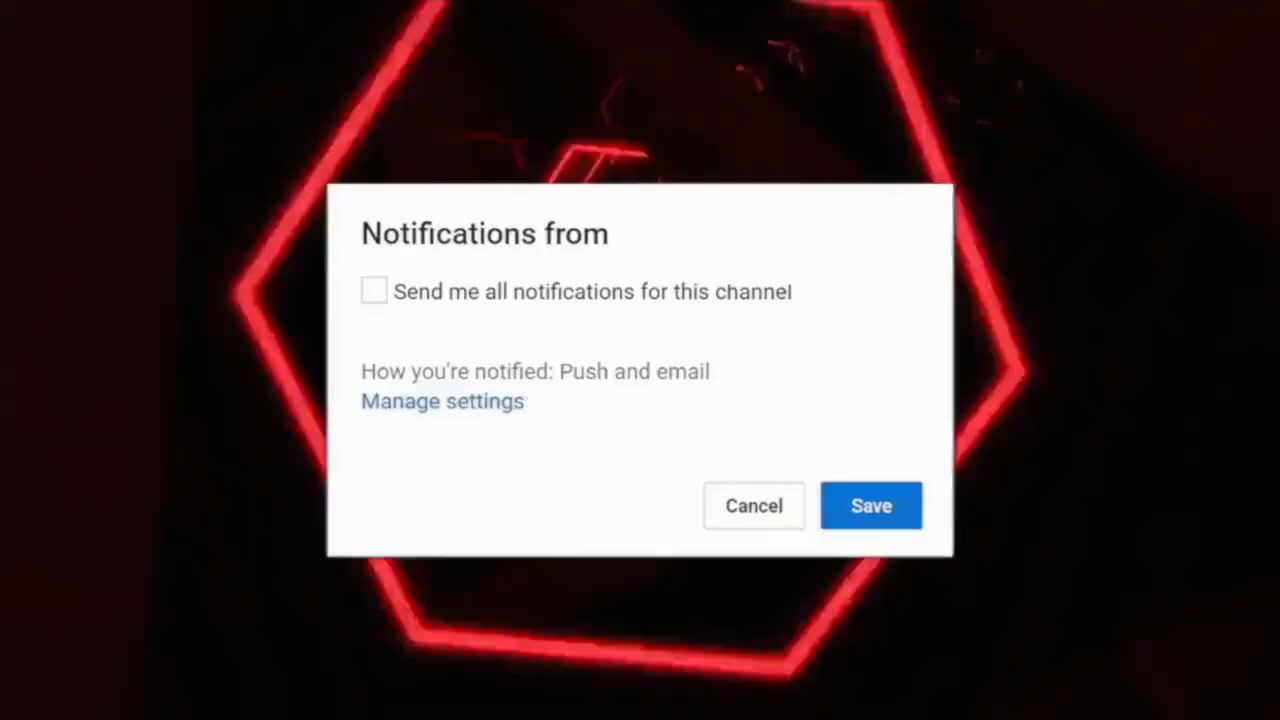 Notifications from
Send me all notifications for this channel
How you're notified: Push and email
Manage settings
Cancel
Save